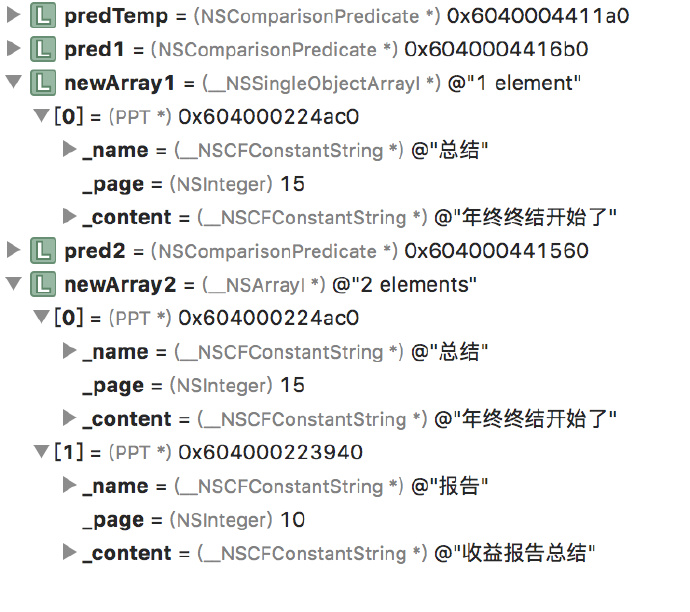 L predTemp = (NSComparisonPredicate *) 0x6040004411a0
L pred1 = (NSComparisonPredicate *) 0x6040004416b0
L newArray1 = (__NSSingleObjectArrayI *) @"1 element"
[0] = (PPT *) 0x604000224ac0
_name = (__NSCFConstantString *) @"总结"
_page = (NSInteger) 15
_content = (__NSCFConstantString *) @"年终终结开始了"
L pred2 = (NSComparisonPredicate *) 0x604000441560
L newArray2 = (__NSArrayI *) @"2 elements"
[0] = (PPT *) 0x604000224ac0
_name = (__NSCFConstantString *) @"总结"
_page = (NSInteger) 15
_content = (__NSCFConstantString *) @"年终终结开始了"
[1] = (PPT *) 0x604000223940
_name = (__NSCFConstantString *) @"报告"
_page = (NSInteger) 10
_content = (__NSCFConstantString *) @"收益报告总结"